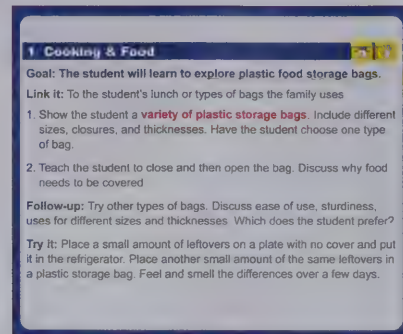 1 Cooking & Food
Goal: The student will learn to explore plastic food storage bags.
Link it: To the student's lunch or types of bags the family uses
1. Show the student a variety of plastic storage bags. Include different
sizes, closures, and thicknesses. Have the student choose one type
of bag.
2. Teach the student to close and then open the bag. Discuss why food
needs to be covered
Follow-up: Try other types of bags. Discuss ease of use, sturdiness,
uses for different sizes and thicknesses Which does the student prefer?
Try It: Place a small amount of leftovers on a plate with no cover and put
it in the refrigerator. Place another small amount of the same leftovers in
a plastic storage bag. Feel and smell the differences over a few days.